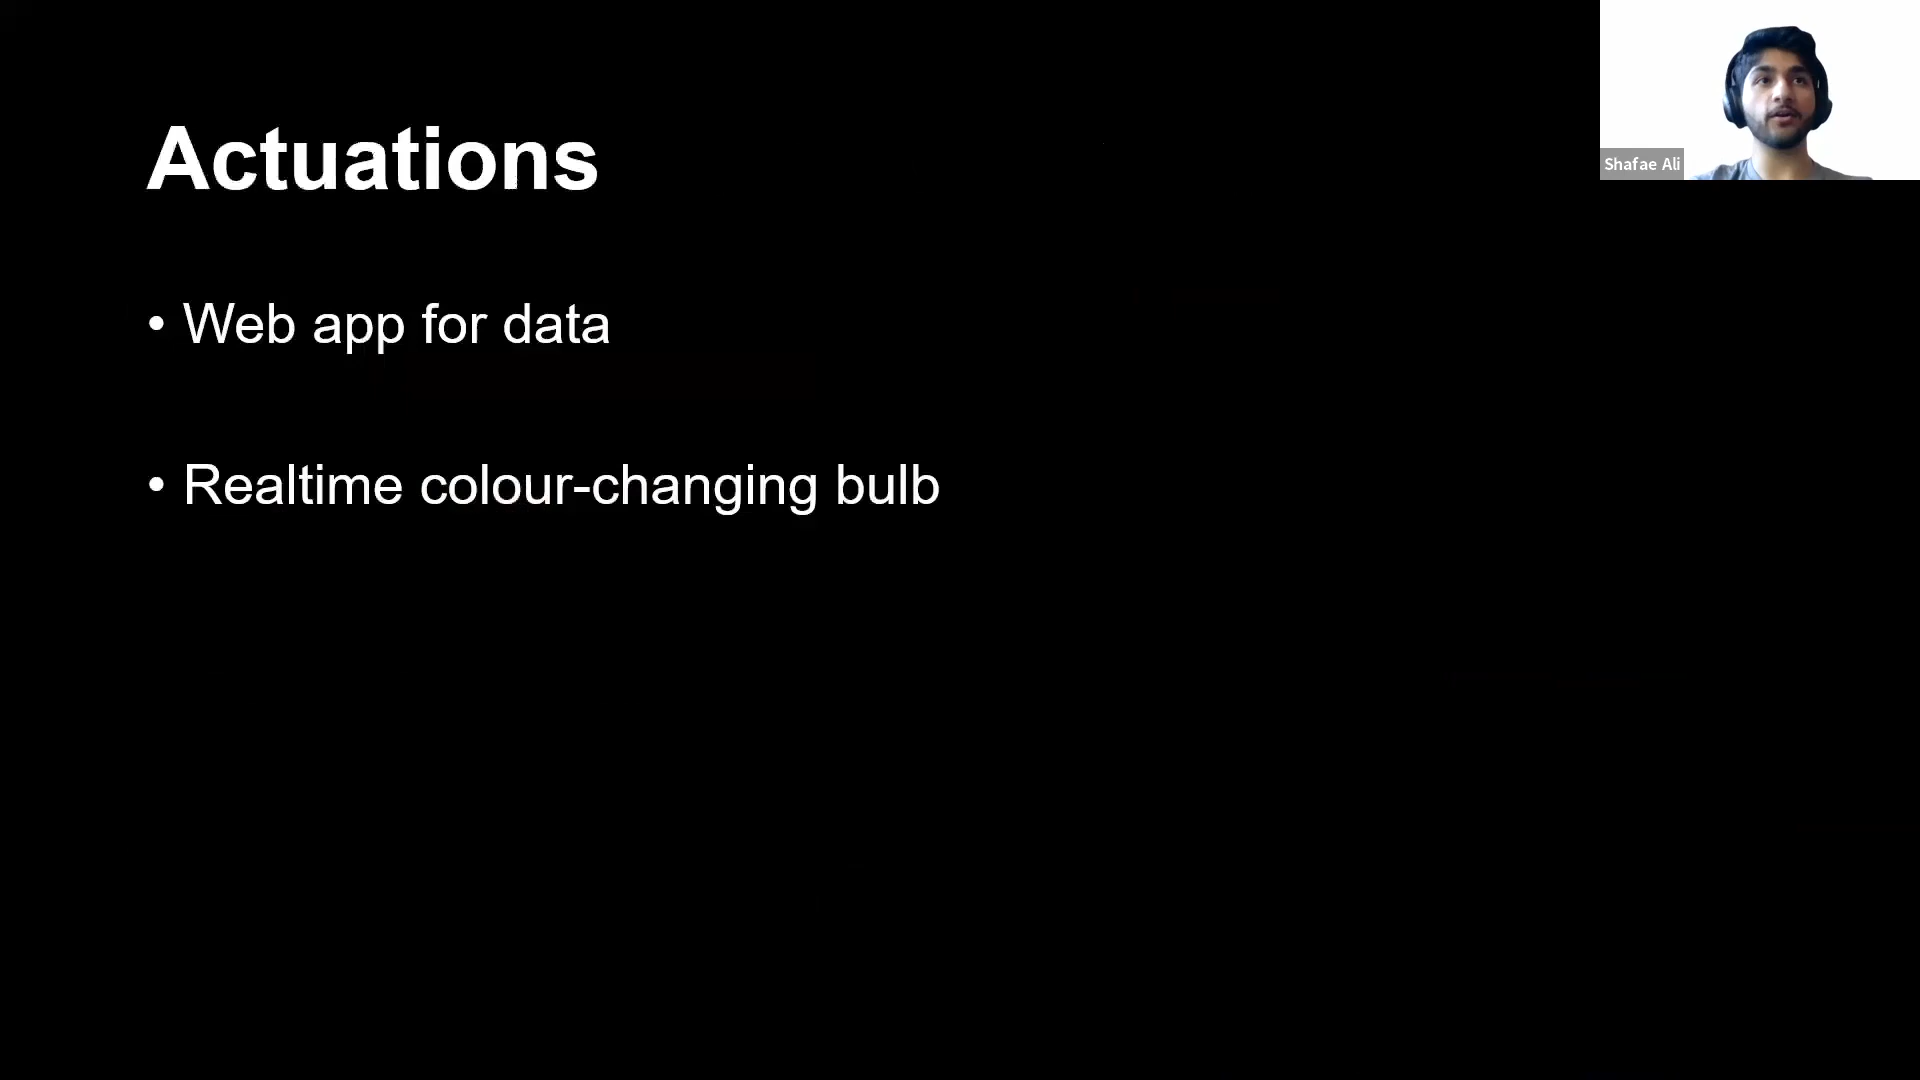 Actuations
• Web app for data
• Realtime colour-changing bulb
Shafae Ali